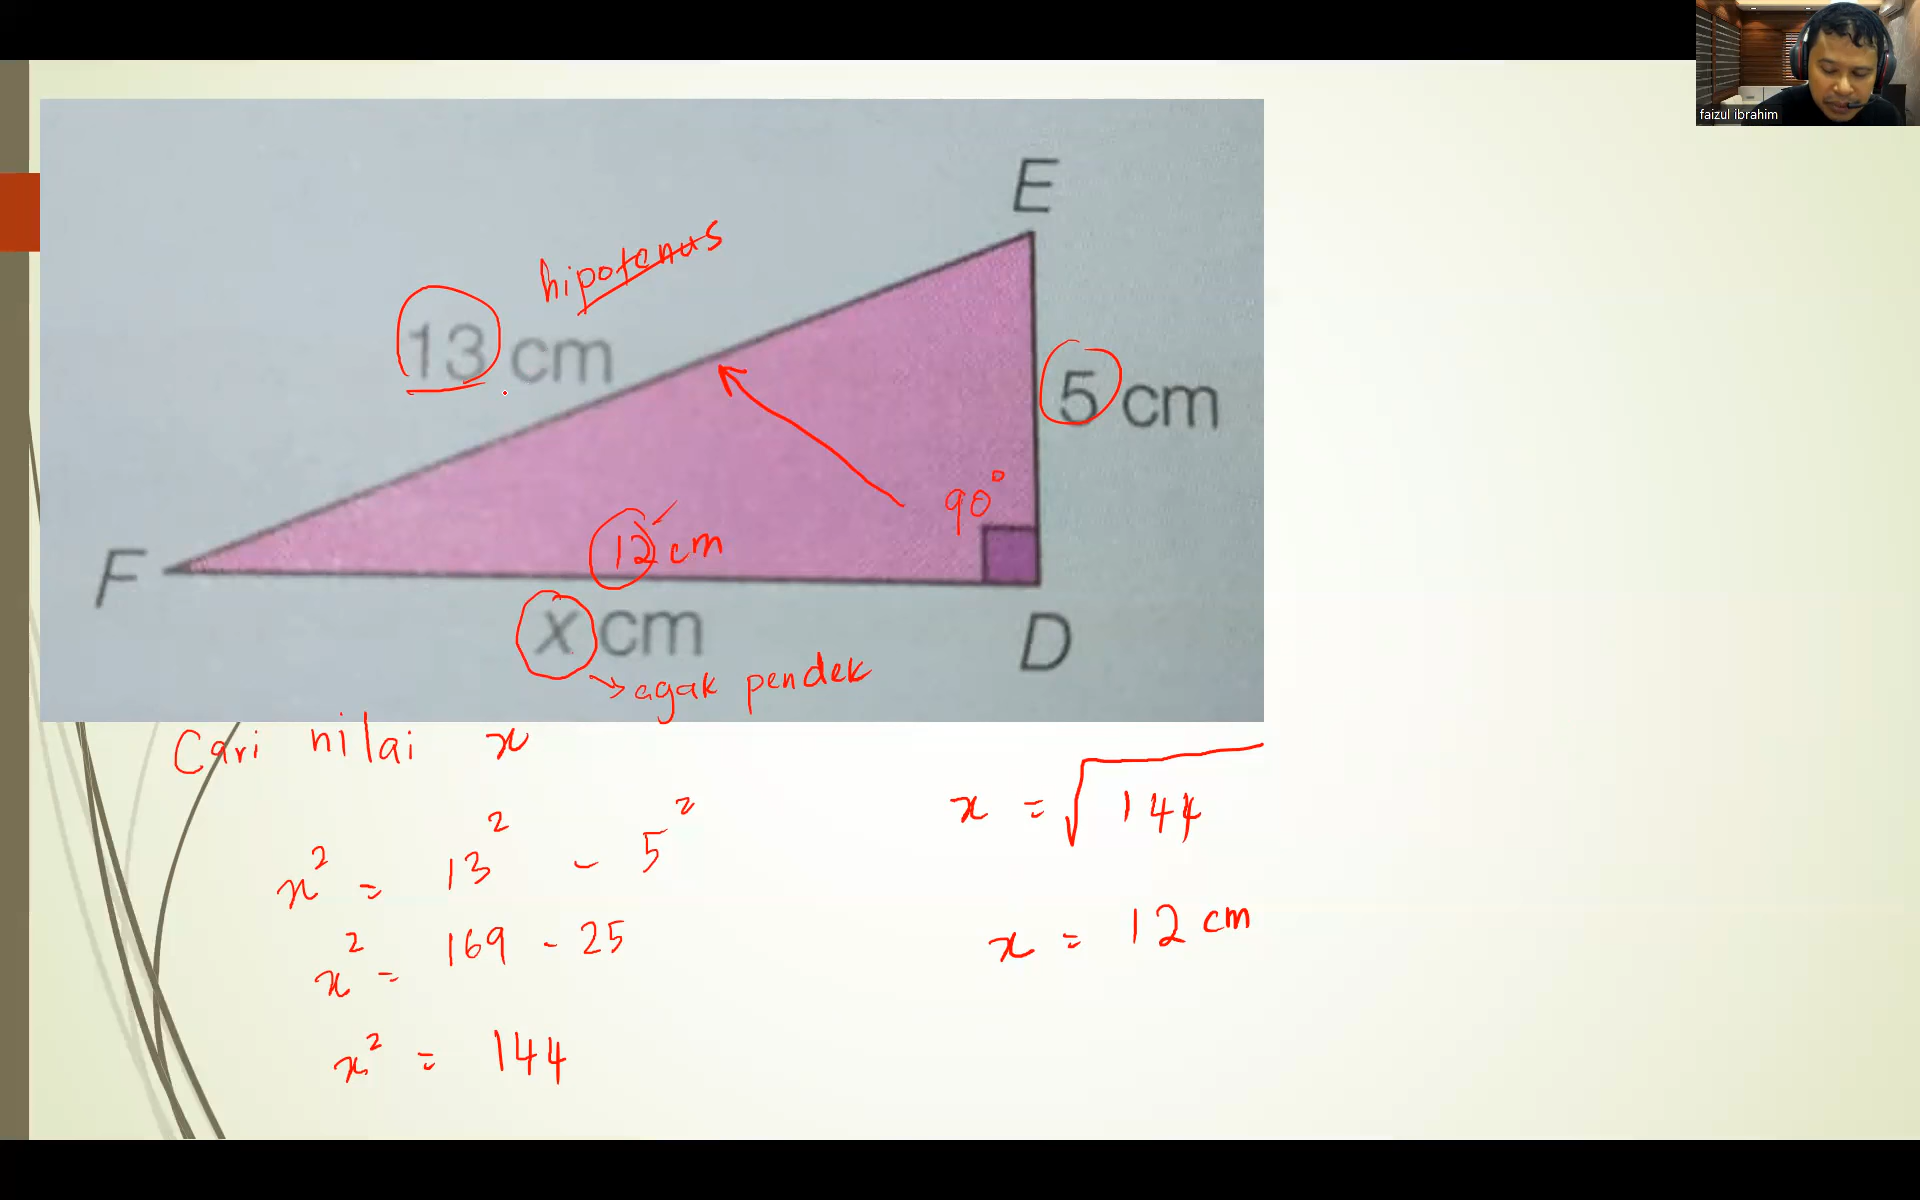 faizul ibrahim
E
hipotenus
13 cm
5 cm
90°
12 cm
F
x cm
D
→ agak pendek
Cari nilai x
x² = 13² - 5²
x² = 169 - 25
x² = 144
x = √144
x = 12 cm